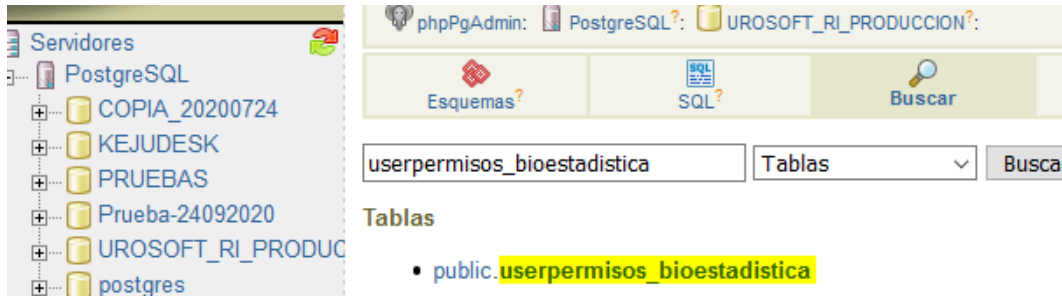 Servidores
PostgreSQL
COPIA_20200724
KEJUDESK
PRUEBAS
Prueba-24092020
UROSOFT_RI_PRODUC
postgres
phpPgAdmin: PostgreSQL?: UROSOFT_RI_PRODUCCION?:
Esquemas? SQL? Buscar
userpermisos_bioestadistica Tablas Busca
Tablas
• public.userpermisos_bioestadistica